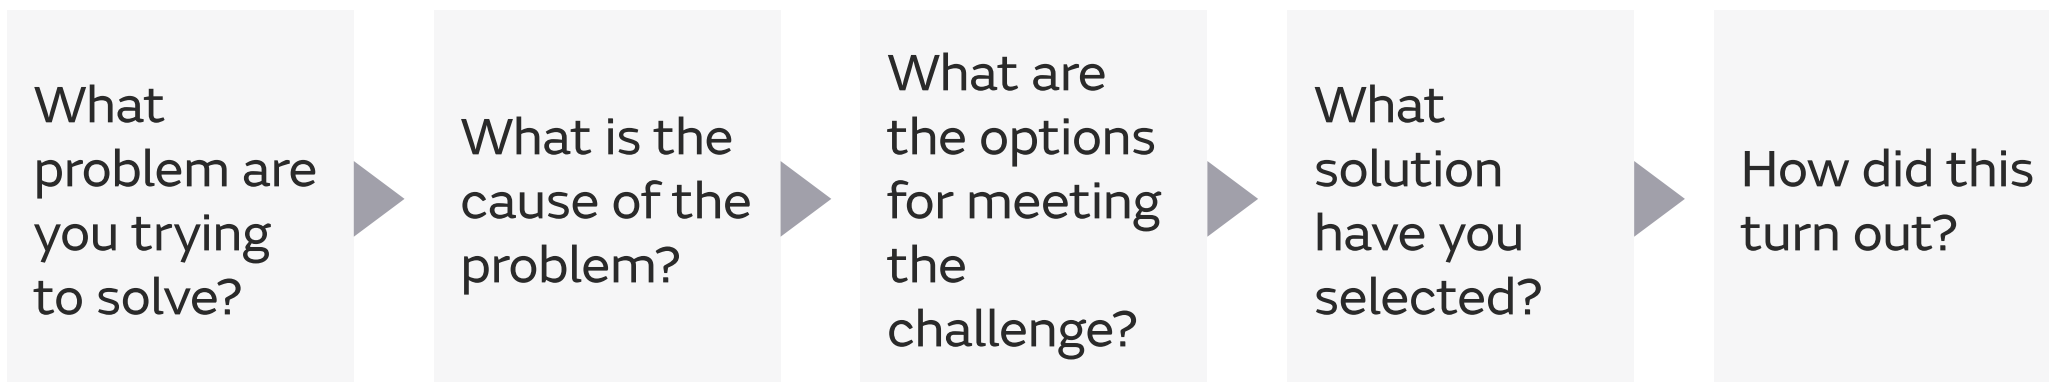 What
problem are
you trying
to solve?
What is the
cause of the
problem?
What are
the options
for meeting
the
challenge?
What
solution
have you
selected?
How did this
turn out?